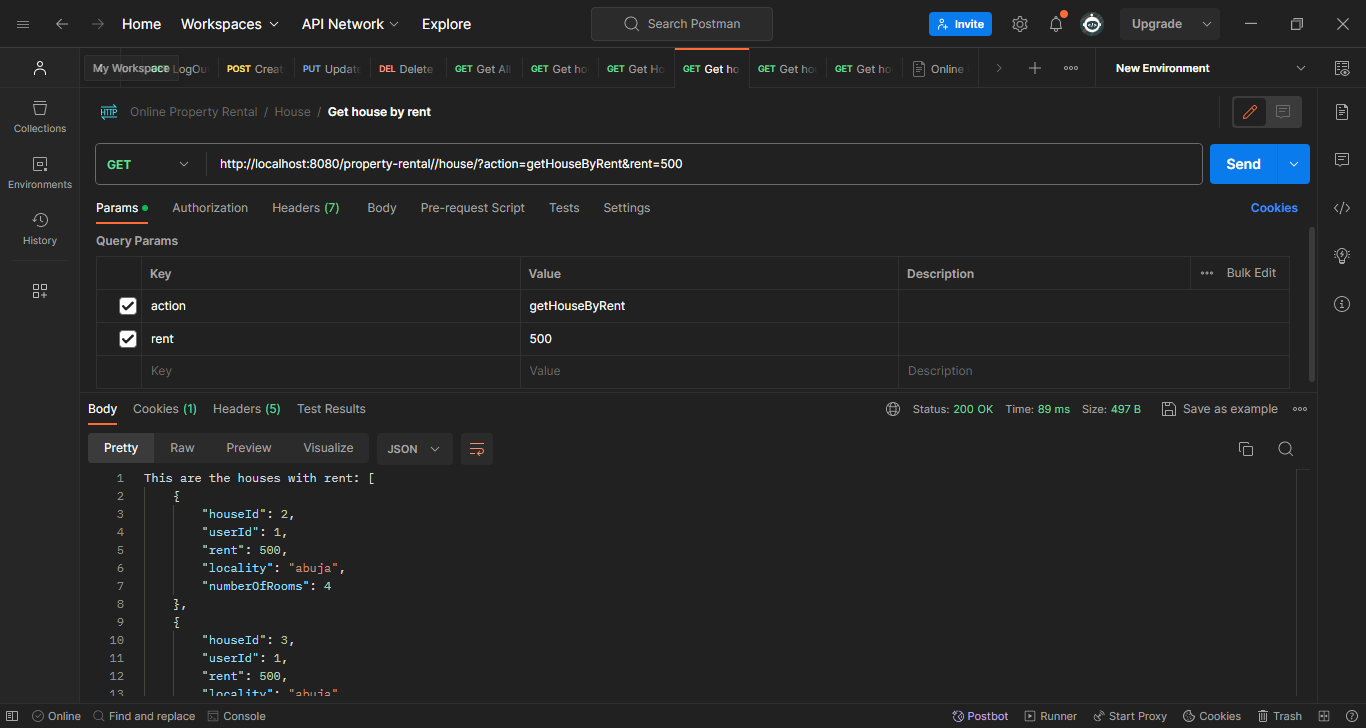 Home Workspaces API Network Explore Search Postman Invite Upgrade
My Workspace GET LogOu POST Creat PUT Update DEL Delete GET Get Al GET Get ho GET Get Ho GET Get ho GET Get ho GET Get ho Online New Environment
Online Property Rental / House / Get house by rent
HTTP
Collections
Environments
History
GET http://localhost:8080/property-rental//house/?action=getHouseByRent&rent=500 Send
Params Authorization Headers (7) Body Pre-request Script Tests Settings Cookies
Query Params
Key Value Description Bulk Edit
action getHouseByRent
rent 500
Key Value Description
Body Cookies (1) Headers (5) Test Results Status: 200 OK Time: 89 ms Size: 497 B Save as example
Pretty Raw Preview Visualize JSON
1 This are the houses with rent: [
2 {
3 "houseId": 2,
4 "userId": 1,
5 "rent": 500,
6 "locality": "abuja",
7 "numberOfRooms": 4
8 },
9 {
10 "houseId": 3,
11 "userId": 1,
12 "rent": 500,
13 "locality": "abuja"
Online Find and replace Console Postbot Runner Start Proxy Cookies Trash